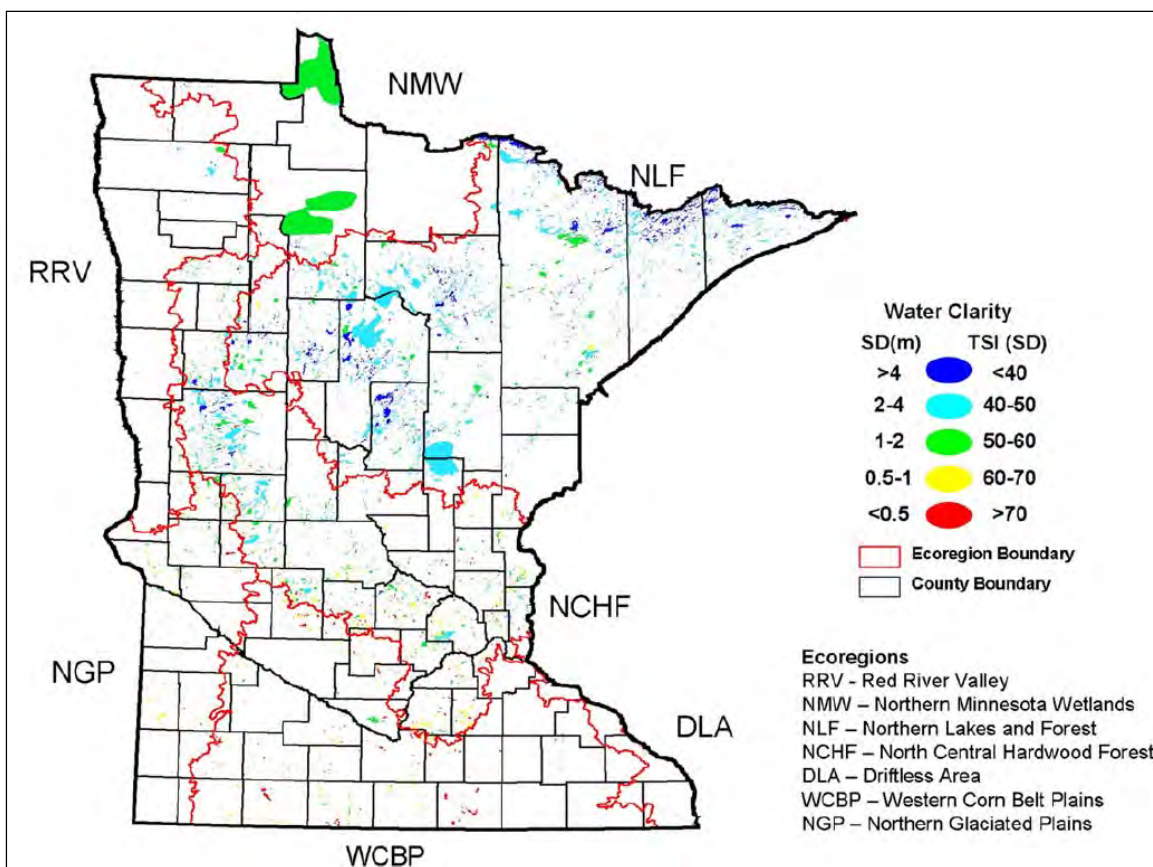 NMW
NLF
RRV
Water Clarity
SD(m) TSI (SD)
>4 <40
2-4 40-50
1-2 50-60
0.5-1 60-70
<0.5 >70
Ecoregion Boundary
County Boundary
NCHF
NGP
DLA
WCBP
Ecoregions
RRV - Red River Valley
NMW – Northern Minnesota Wetlands
NLF – Northern Lakes and Forest
NCHF – North Central Hardwood Forest
DLA – Driftless Area
WCBP – Western Corn Belt Plains
NGP – Northern Glaciated Plains